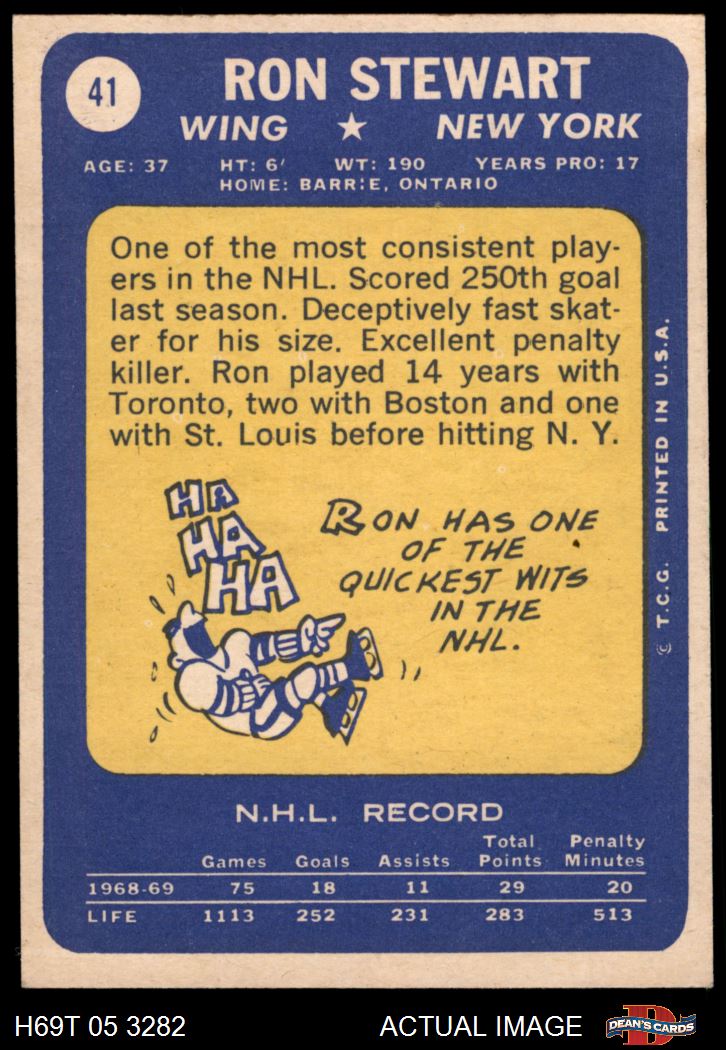 41
RON STEWART
WING ★ NEW YORK
AGE: 37 HT: 6' WT: 190 YEARS PRO: 17
HOME: BARRIE, ONTARIO
One of the most consistent play-
ers in the NHL. Scored 250th goal
last season. Deceptively fast skat-
er for his size. Excellent penalty
killer. Ron played 14 years with
Toronto, two with Boston and one
with St. Louis before hitting N. Y.
HA
HA
HA
RON HAS ONE
OF THE
QUICKEST WITS
IN THE
NHL.
© T.C.G. PRINTED IN U.S.A.
N.H.L. RECORD
Games Goals Assists Total Points Penalty Minutes
1968-69 75 18 11 29 20
LIFE 1113 252 231 283 513
H69T 05 3282 ACTUAL IMAGE
D
DEAN'S CARDS